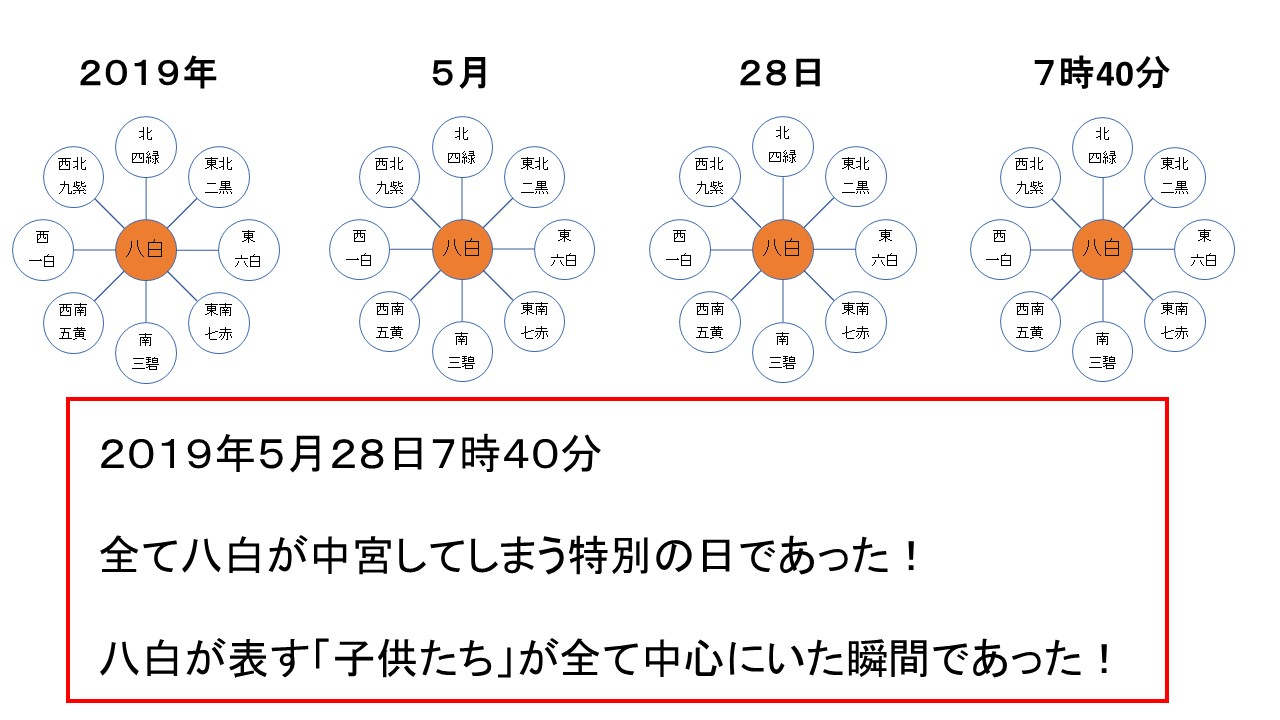 ２０１９年
５月
２８日
７時40分
北
四緑
東北
二黒
東
六白
東南
七赤
南
三碧
西南
五黄
西
一白
西北
九紫
八白
北
四緑
東北
二黒
東
六白
東南
七赤
南
三碧
西南
五黄
西
一白
西北
九紫
八白
北
四緑
東北
二黒
東
六白
東南
七赤
南
三碧
西南
五黄
西
一白
西北
九紫
八白
北
四緑
東北
二黒
東
六白
東南
七赤
南
三碧
西南
五黄
西
一白
西北
九紫
八白
２０１９年５月２８日７時４０分
全て八白が中宮してしまう特別の日であった！
八白が表す「子供たち」が全て中心にいた瞬間であった！